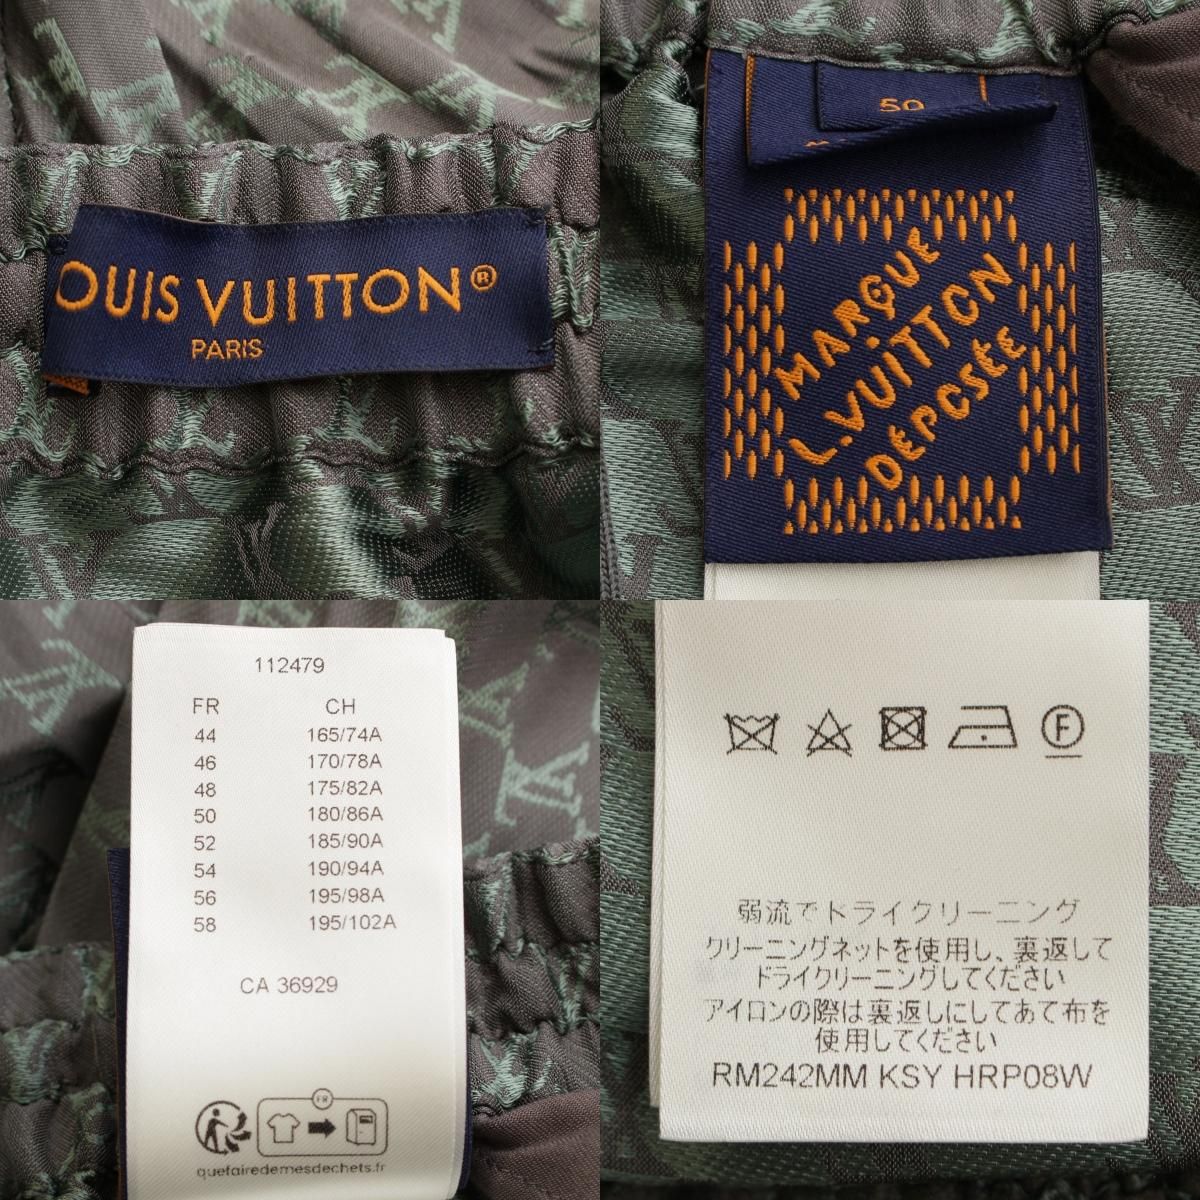 OUIS VUITTON®
PARIS
50
MARQUE
L.VUITTON
DÉPOSÉE
112479
FR CH
44 165/74A
46 170/78A
48 175/82A
50 180/86A
52 185/90A
54 190/94A
56 195/98A
58 195/102A
CA 36929
FR
quefairedemesdechets.fr
F
弱流でドライクリーニング
クリーニングネットを使用し、裏返して
ドライクリーニングしてください
アイロンの際は裏返しにしてあて布を
使用してください
RM242MM KSY HRP08W